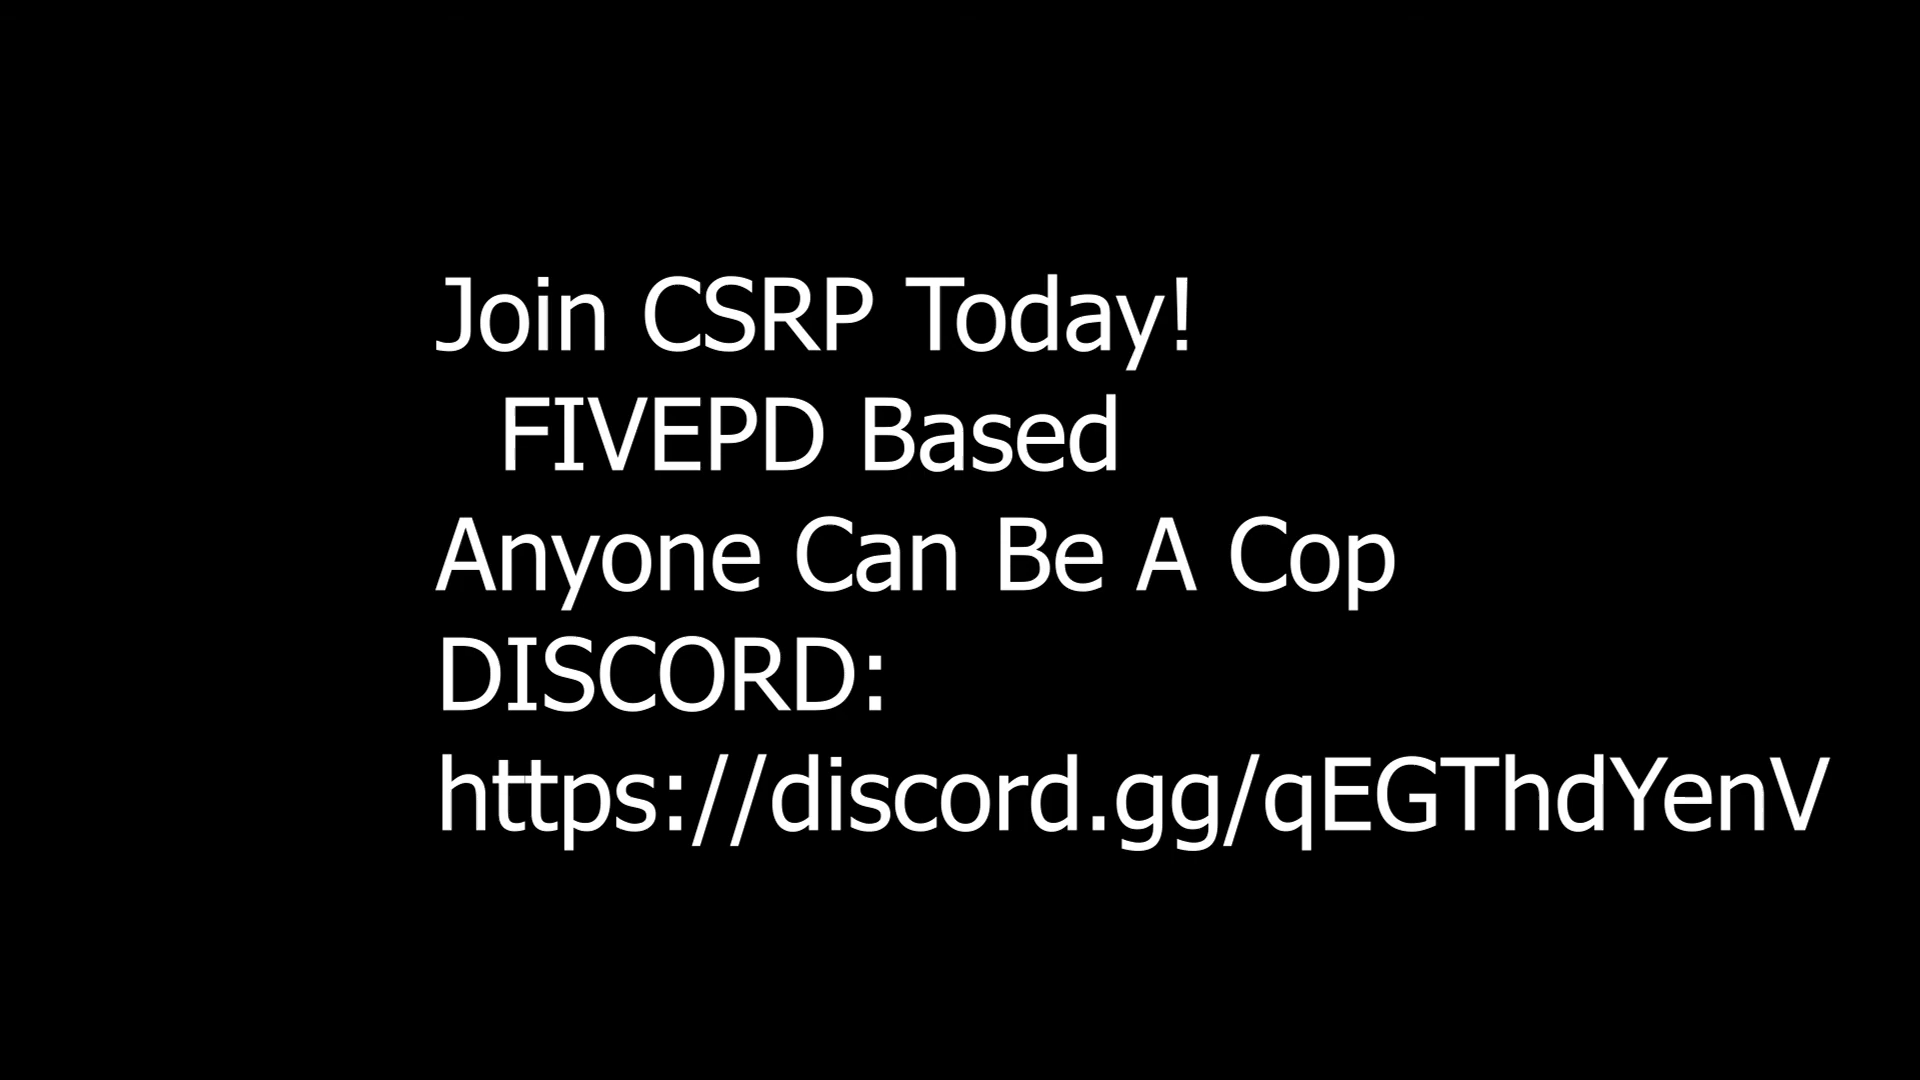 Join CSRP Today!
FIVEPD Based
Anyone Can Be A Cop
DISCORD:
https://discord.gg/qEGThdYenV